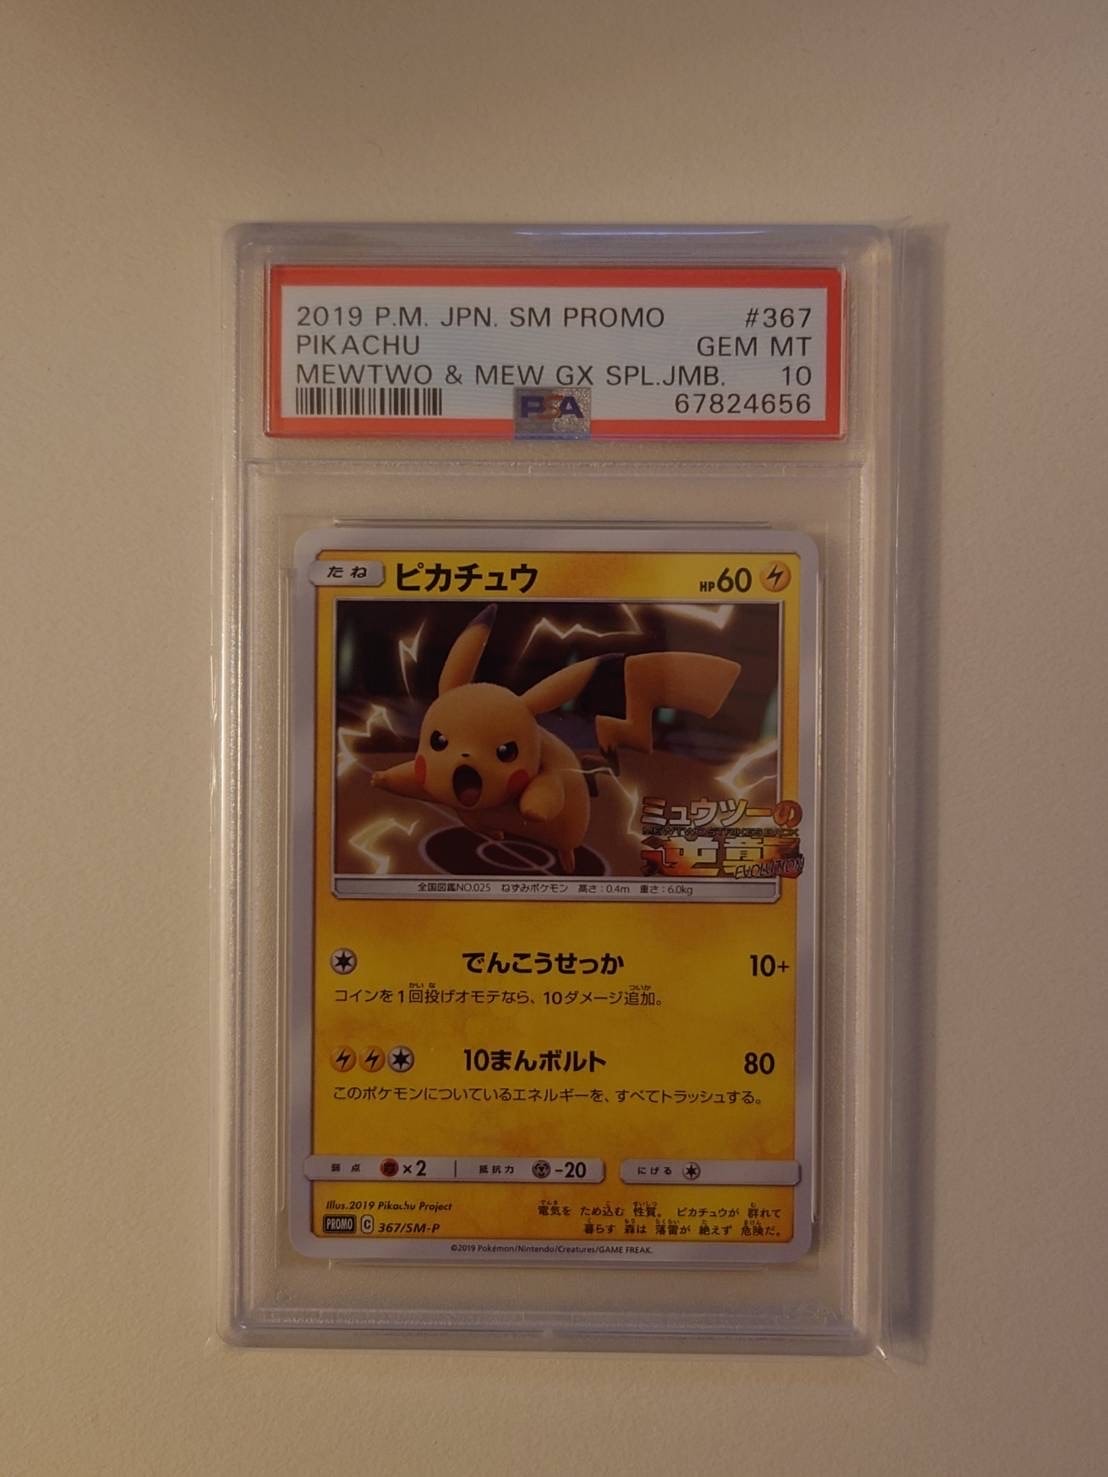 2019 P.M. JPN. SM PROMO #367
PIKACHU GEM MT
MEWTWO & MEW GX SPL.JMB. 10
PSA 67824656
たね ピカチュウ HP60
ミュウツーの
MEWTWO STRIKES BACK
逆襲
EVOLUTION
全国図鑑NO.025 ねずみポケモン 高さ:0.4m 重さ:6.0kg
でんこうせっか 10+
コインを1回投げオモテなら、10ダメージ追加。
10まんボルト 80
このポケモンについているエネルギーを、すべてトラッシュする。
弱点 ×2 抵抗力 -20 にげる
Illus.2019 Pikachu Project
電気を ため込む 性質。 ピカチュウが 群れて
PROMO C 367/SM-P
暮らす 森は 落雷が 絶えず 危険だ。
©2019 Pokémon/Nintendo/Creatures/GAME FREAK.